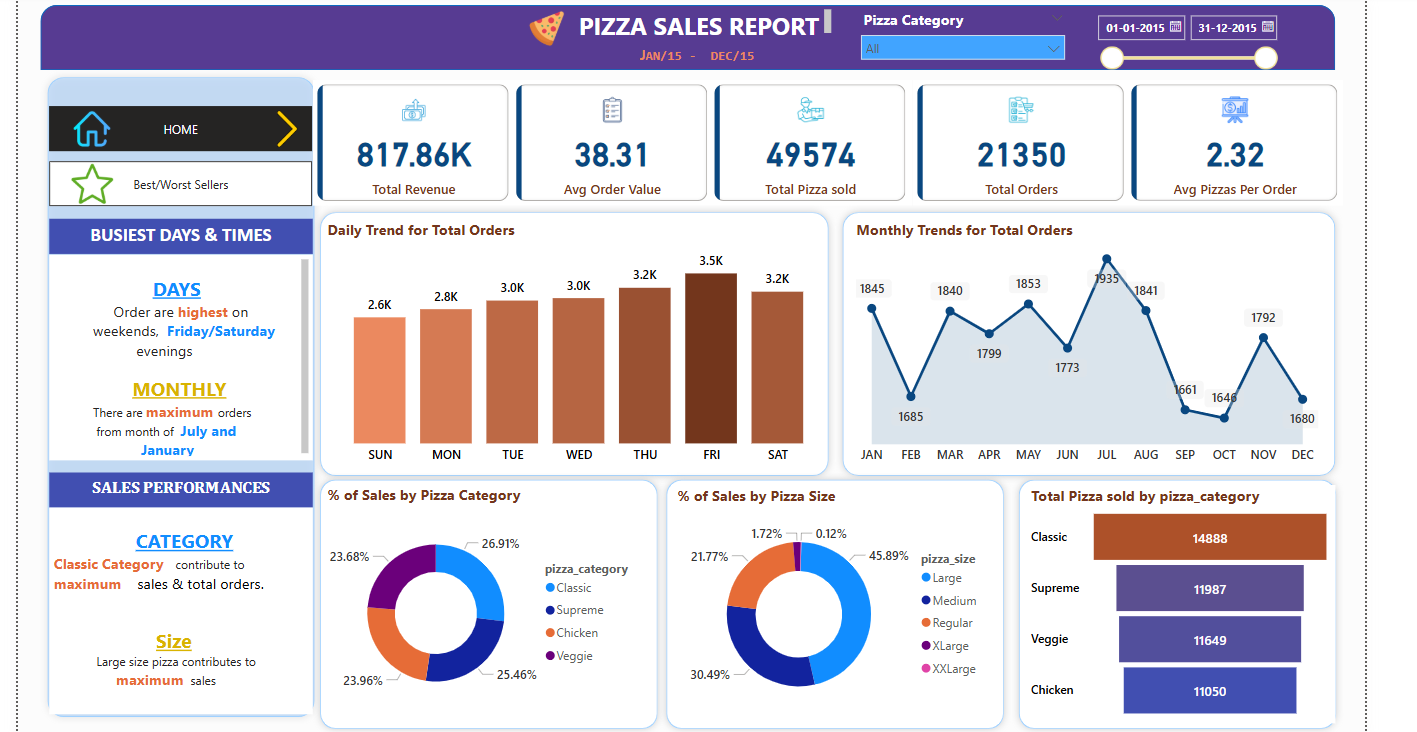 PIZZA SALES REPORT
JAN/15 - DEC/15
Pizza Category
All
01-01-2015
31-12-2015
HOME
Best/Worst Sellers
BUSIEST DAYS & TIMES
DAYS
Order are highest on
weekends, Friday/Saturday
evenings
MONTHLY
There are maximum orders
from month of July and
January
SALES PERFORMANCES
CATEGORY
Classic Category contribute to
maximum sales & total orders.
Size
Large size pizza contributes to
maximum sales
817.86K
Total Revenue
38.31
Avg Order Value
49574
Total Pizza sold
21350
Total Orders
2.32
Avg Pizzas Per Order
Daily Trend for Total Orders
2.6K
2.8K
3.0K
3.0K
3.2K
3.5K
3.2K
SUN MON TUE WED THU FRI SAT
Monthly Trends for Total Orders
1845
1685
1840
1799
1853
1773
1935
1841
1661
1646
1792
1680
JAN FEB MAR APR MAY JUN JUL AUG SEP OCT NOV DEC
% of Sales by Pizza Category
26.91%
25.46%
23.96%
23.68%
pizza_category
Classic
Supreme
Chicken
Veggie
% of Sales by Pizza Size
1.72%
0.12%
45.89%
30.49%
21.77%
pizza_size
Large
Medium
Regular
XLarge
XXLarge
Total Pizza sold by pizza_category
Classic 14888
Supreme 11987
Veggie 11649
Chicken 11050